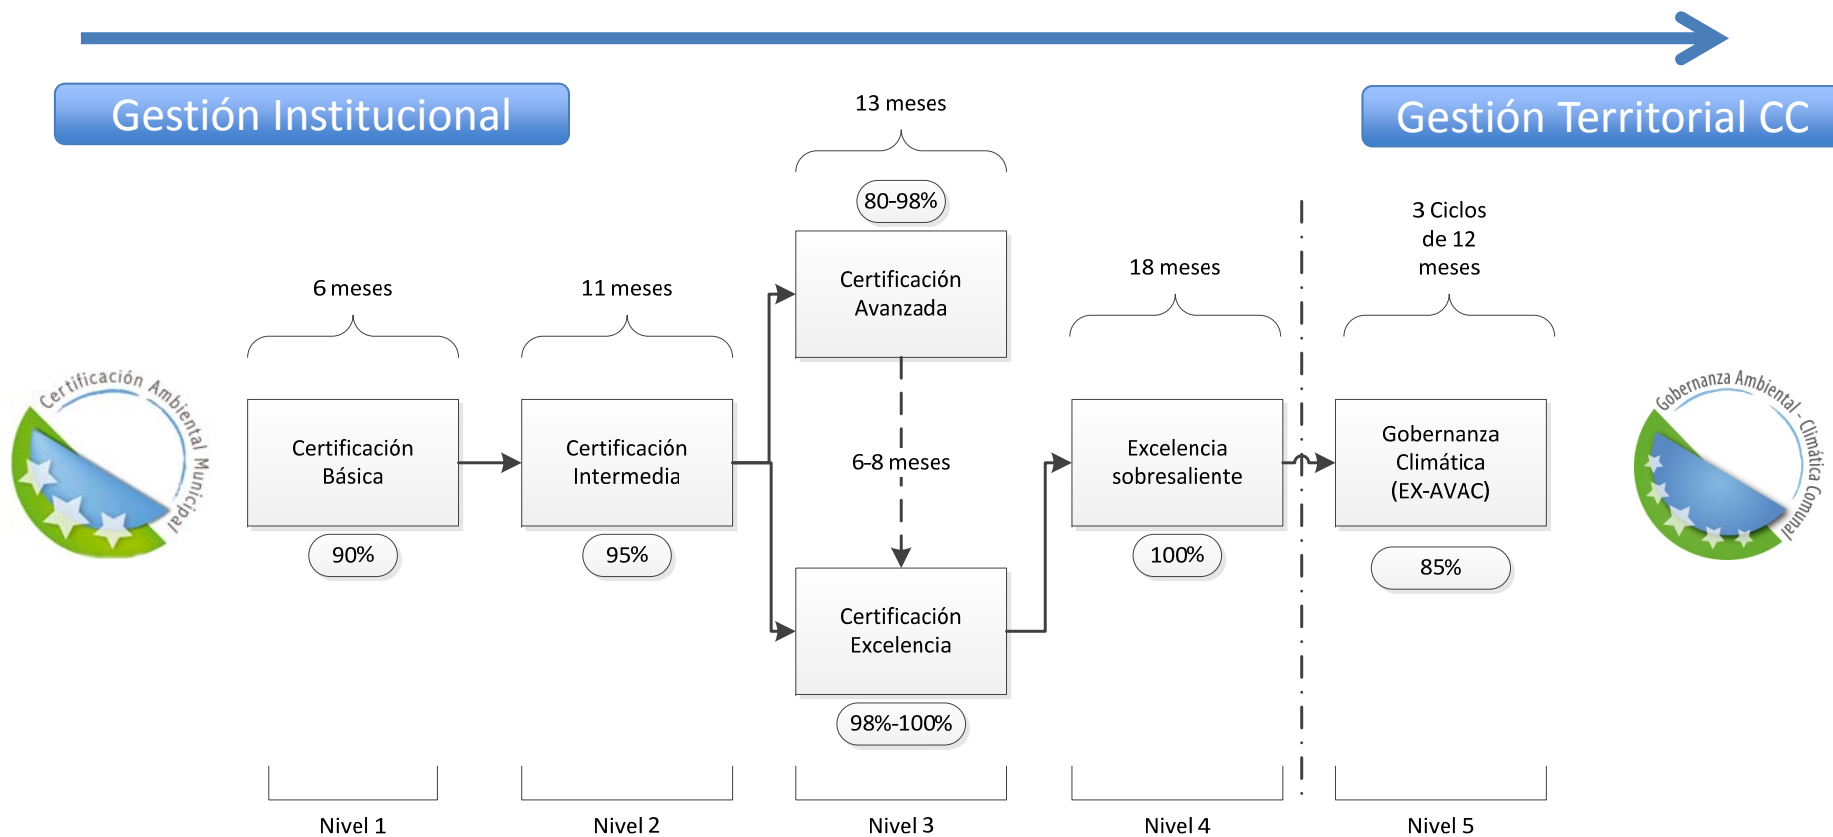 Gestión Institucional
13 meses
Gestión Territorial CC
80-98%
3 Ciclos
de 12
meses
6 meses
11 meses
Certificación
Avanzada
18 meses
Certificación Ambiental Municipal
Certificación
Básica
Certificación
Intermedia
6-8 meses
Excelencia
sobresaliente
Gobernanza
Climática
(EX-AVAC)
Gobernanza Ambiental - Climática Comunal
90%
95%
100%
85%
Certificación
Excelencia
98%-100%
Nivel 1
Nivel 2
Nivel 3
Nivel 4
Nivel 5